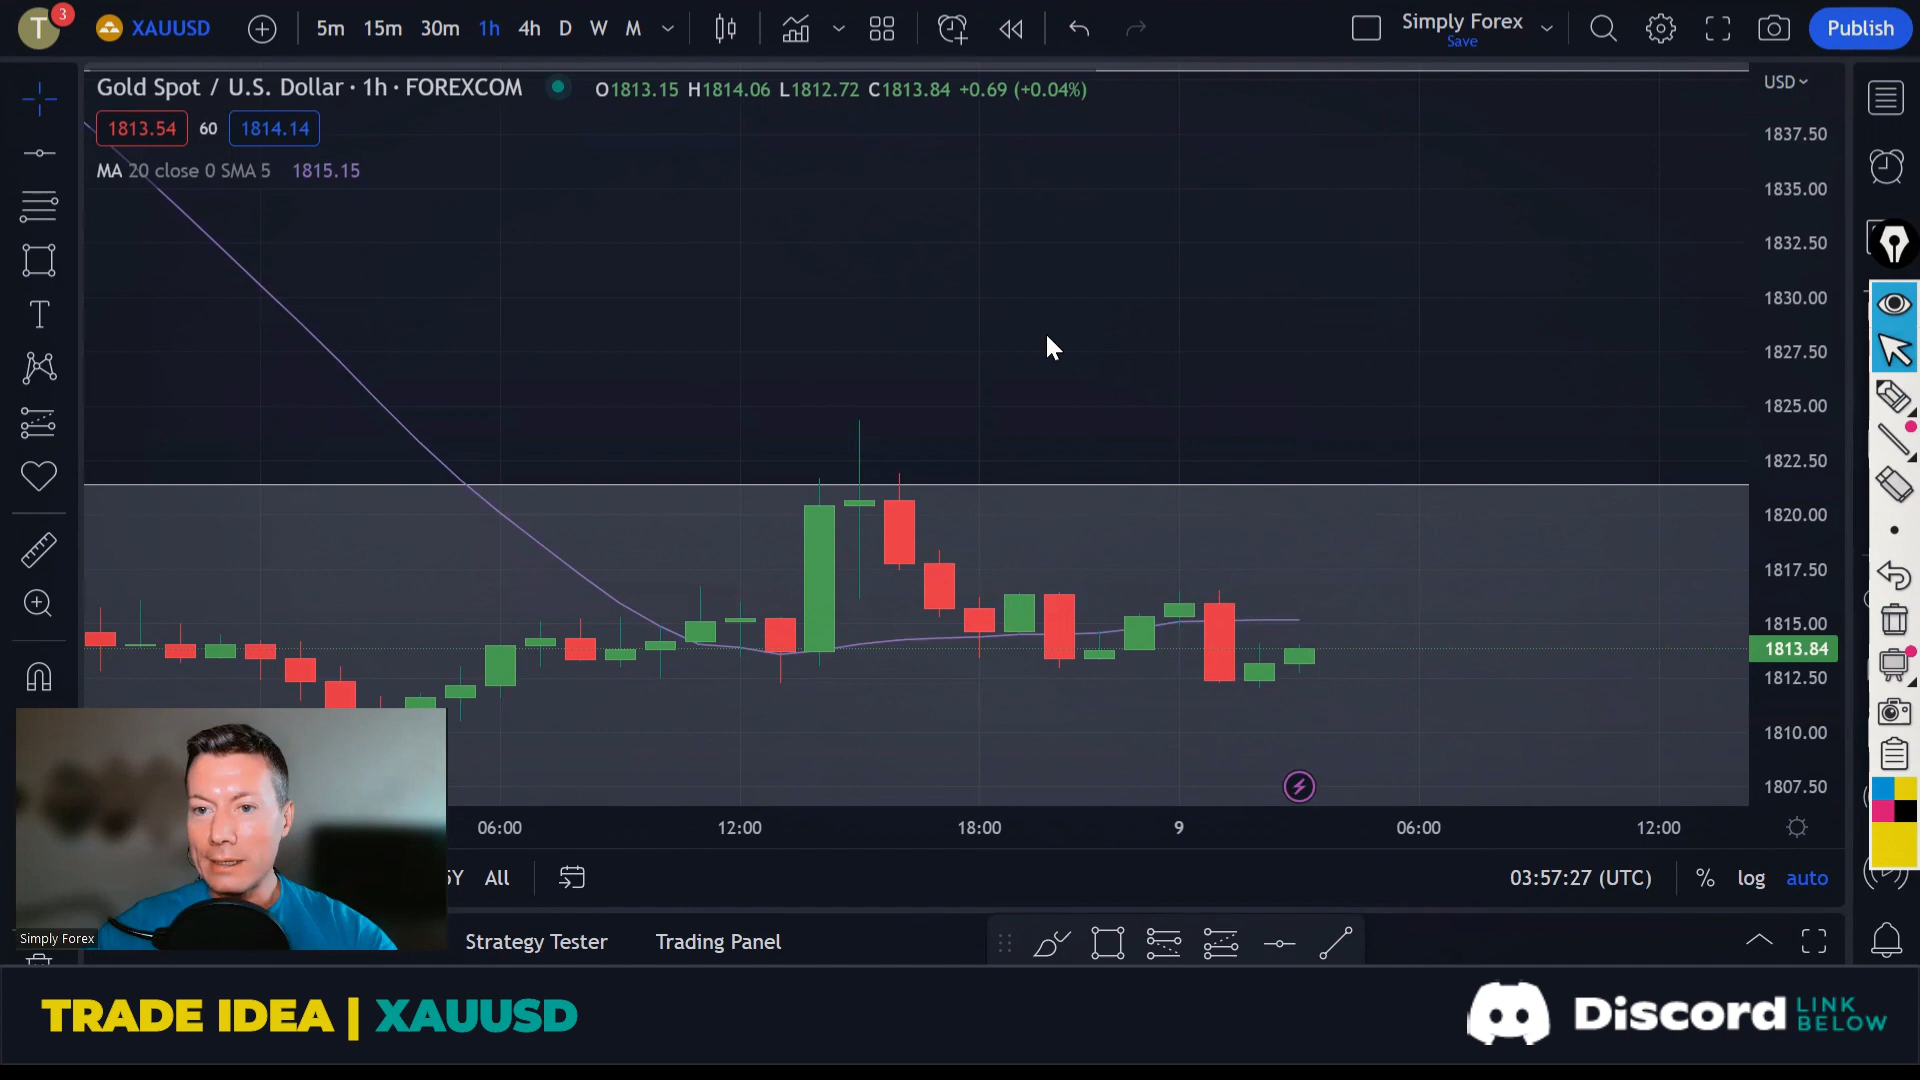 T
3
XAUUSD
5m 15m 30m 1h 4h D W M
Simply Forex
Save
Publish
Gold Spot / U.S. Dollar · 1h · FOREXCOM
O1813.15 H1814.06 L1812.72 C1813.84 +0.69 (+0.04%)
USD
1813.54 60 1814.14
MA 20 close 0 SMA 5 1815.15
1837.50
1835.00
1832.50
1830.00
1827.50
1825.00
1822.50
1820.00
1817.50
1815.00
1813.84
1812.50
1810.00
1807.50
06:00 12:00 18:00 9 06:00 12:00
5Y All
03:57:27 (UTC) % log auto
Simply Forex
Strategy Tester Trading Panel
TRADE IDEA | XAUUSD
Discord LINK BELOW